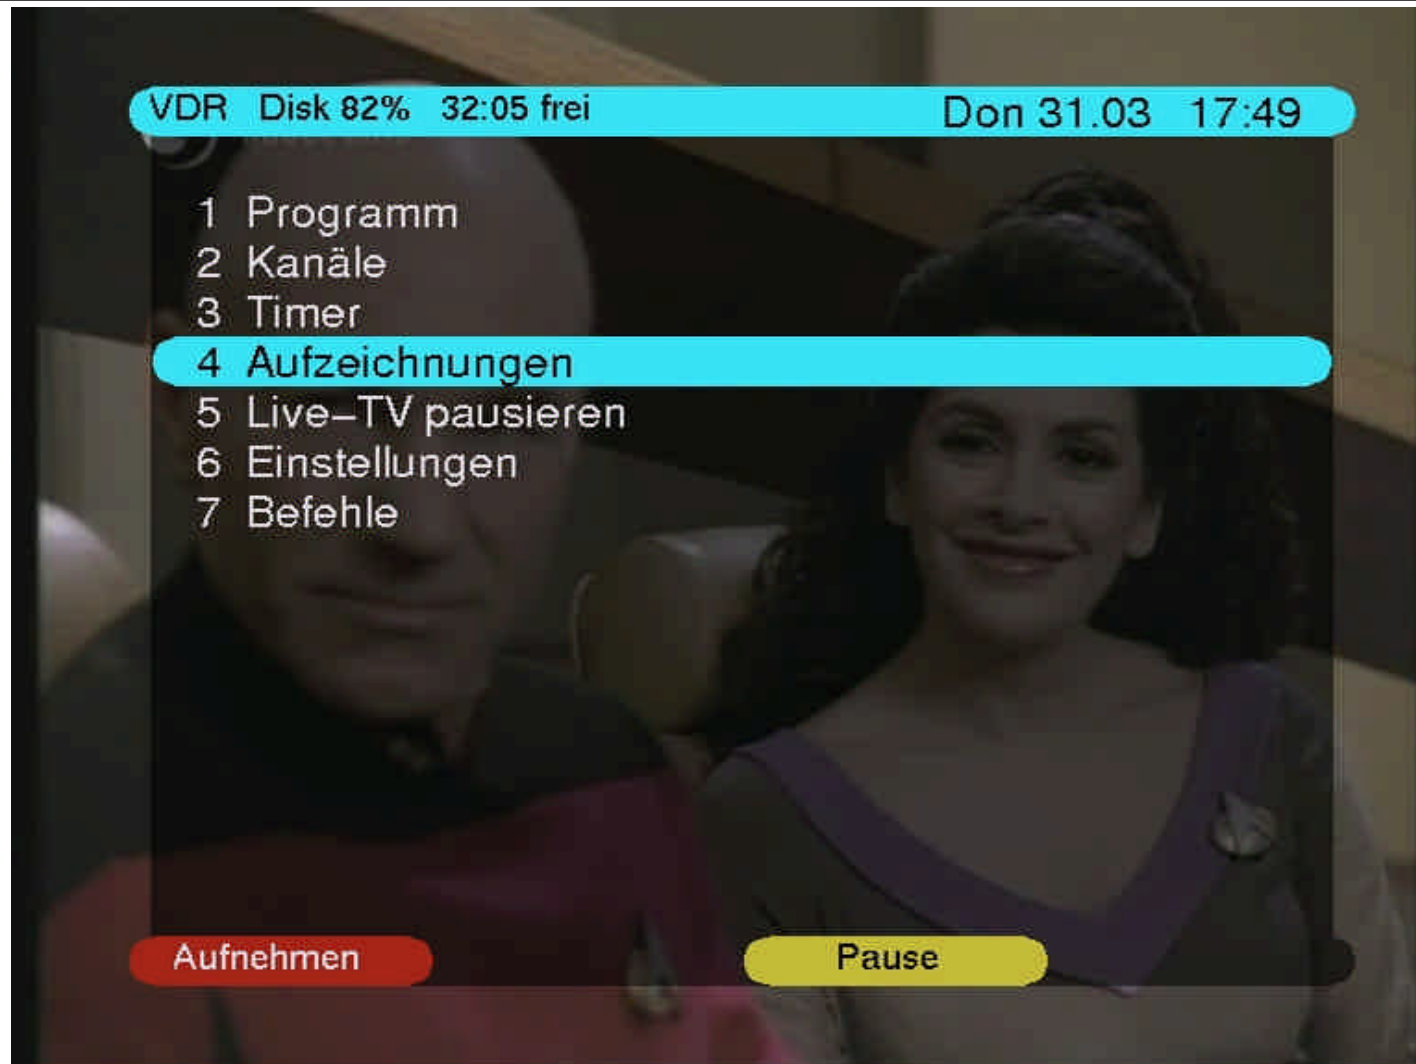 VDR Disk 82% 32:05 frei Don 31.03 17:49
1 Programm
2 Kanäle
3 Timer
4 Aufzeichnungen
5 Live-TV pausieren
6 Einstellungen
7 Befehle
Aufnehmen Pause